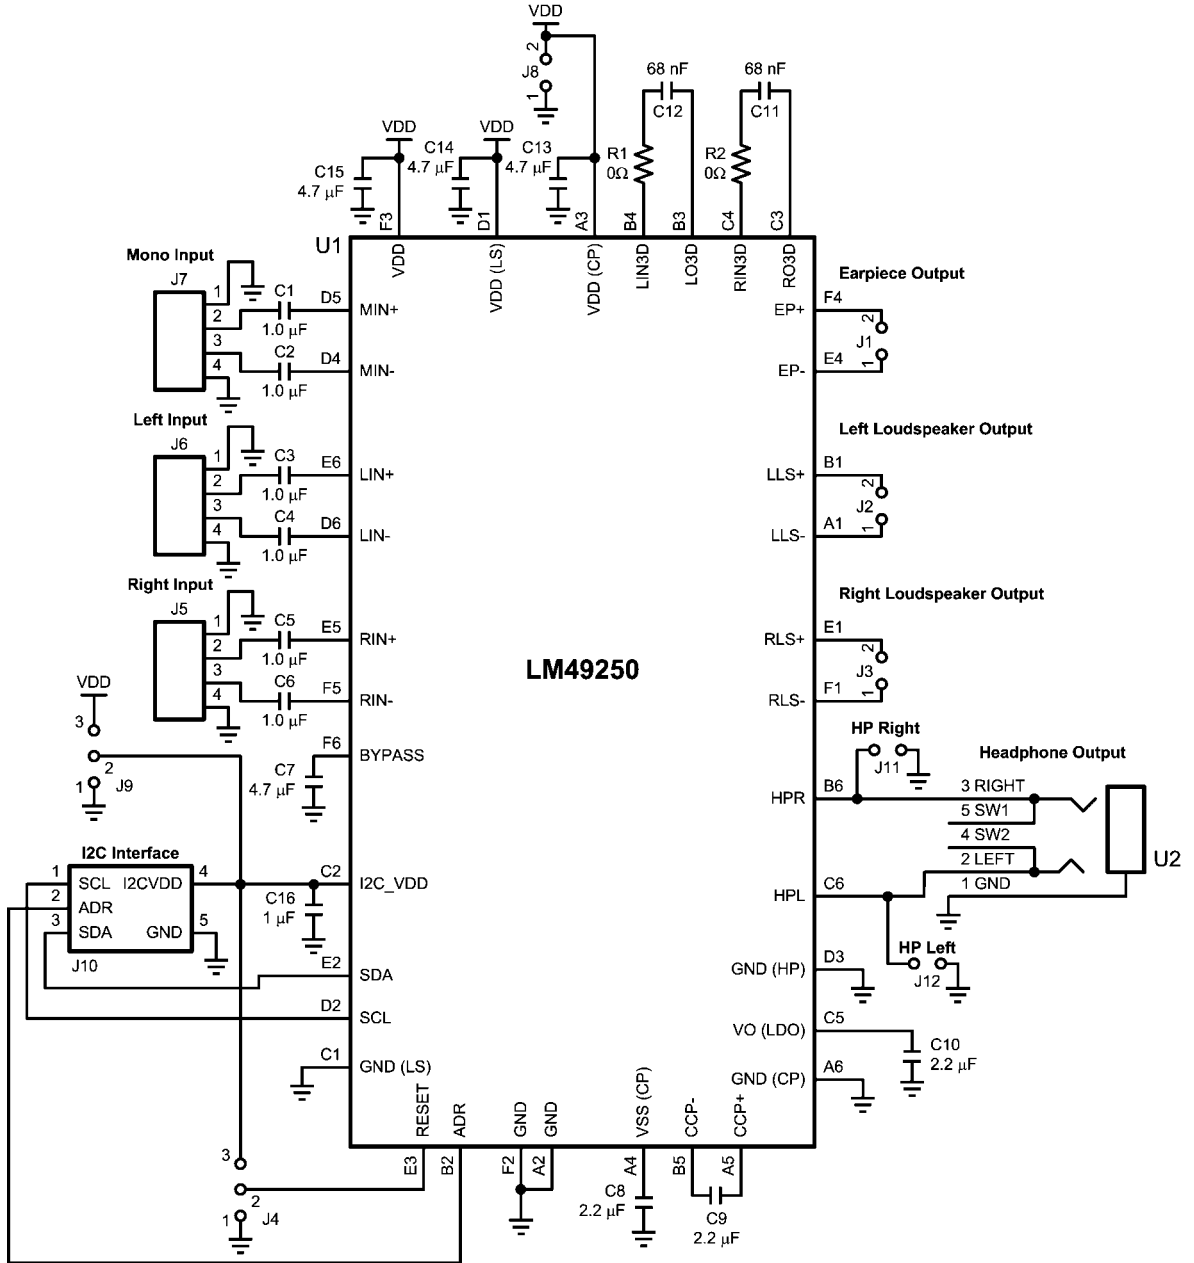 VDD
2
J8
1
68 nF
C12
68 nF
C11
VDD
VDD
C15
4.7 µF
C14
4.7 µF
C13
4.7 µF
R1
0Ω
R2
0Ω
F3
D1
A3
B4
B3
C4
C3
U1
VDD
VDD (LS)
VDD (CP)
LIN3D
LO3D
RIN3D
RO3D
Mono Input
J7
1
2
3
4
C1
1.0 µF
C2
1.0 µF
D5
MIN+
D4
MIN-
Left Input
J6
1
2
3
4
C3
1.0 µF
C4
1.0 µF
E6
LIN+
D6
LIN-
Right Input
J5
1
2
3
4
C5
1.0 µF
C6
1.0 µF
E5
RIN+
F5
RIN-
LM49250
Earpiece Output
EP+
F4
2
J1
1
EP-
E4
Left Loudspeaker Output
LLS+
B1
2
J2
1
LLS-
A1
Right Loudspeaker Output
RLS+
E1
2
J3
1
RLS-
F1
VDD
3
2
1
J9
F6
BYPASS
C7
4.7 µF
HP Right
J11
Headphone Output
HPR
B6
3 RIGHT
5 SW1
4 SW2
2 LEFT
1 GND
U2
HPL
C6
HP Left
J12
I2C Interface
1
SCL
I2CVDD
4
2
ADR
3
SDA
GND
5
J10
C2
I2C_VDD
C16
1 µF
E2
SDA
D2
SCL
C1
GND (LS)
GND (HP)
D3
VO (LDO)
C5
C10
2.2 µF
GND (CP)
A6
RESET
ADR
GND
GND
VSS (CP)
CCP-
CCP+
E3
B2
F2
A2
A4
B5
A5
3
2
1
J4
C8
2.2 µF
C9
2.2 µF